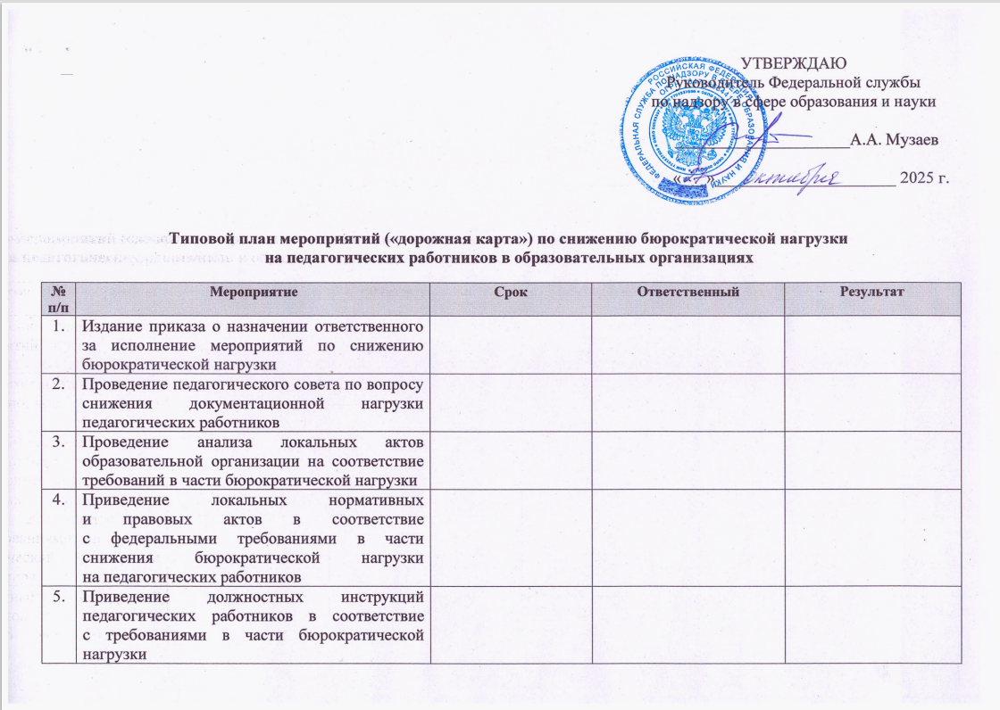 УТВЕРЖДАЮ
Руководитель Федеральной службы
по надзору в сфере образования и науки
А.А. Музаев
« » октября 2025 г.
Типовой план мероприятий («дорожная карта») по снижению бюрократической нагрузки
на педагогических работников в образовательных организациях
№ п/п Мероприятие Срок Ответственный Результат
1. Издание приказа о назначении ответственного
за исполнение мероприятий по снижению
бюрократической нагрузки
2. Проведение педагогического совета по вопросу
снижения документационной нагрузки
педагогических работников
3. Проведение анализа локальных актов
образовательной организации на соответствие
требований в части бюрократической нагрузки
4. Приведение локальных нормативных
и правовых актов в соответствие
с федеральными требованиями в части
снижения бюрократической нагрузки
на педагогических работников
5. Приведение должностных инструкций
педагогических работников в соответствие
с требованиями в части бюрократической
нагрузки
РОССИЙСКАЯ ФЕДЕРАЦИЯ
ФЕДЕРАЛЬНАЯ СЛУЖБА ПО НАДЗОРУ В СФЕРЕ ОБРАЗОВАНИЯ И НАУКИ